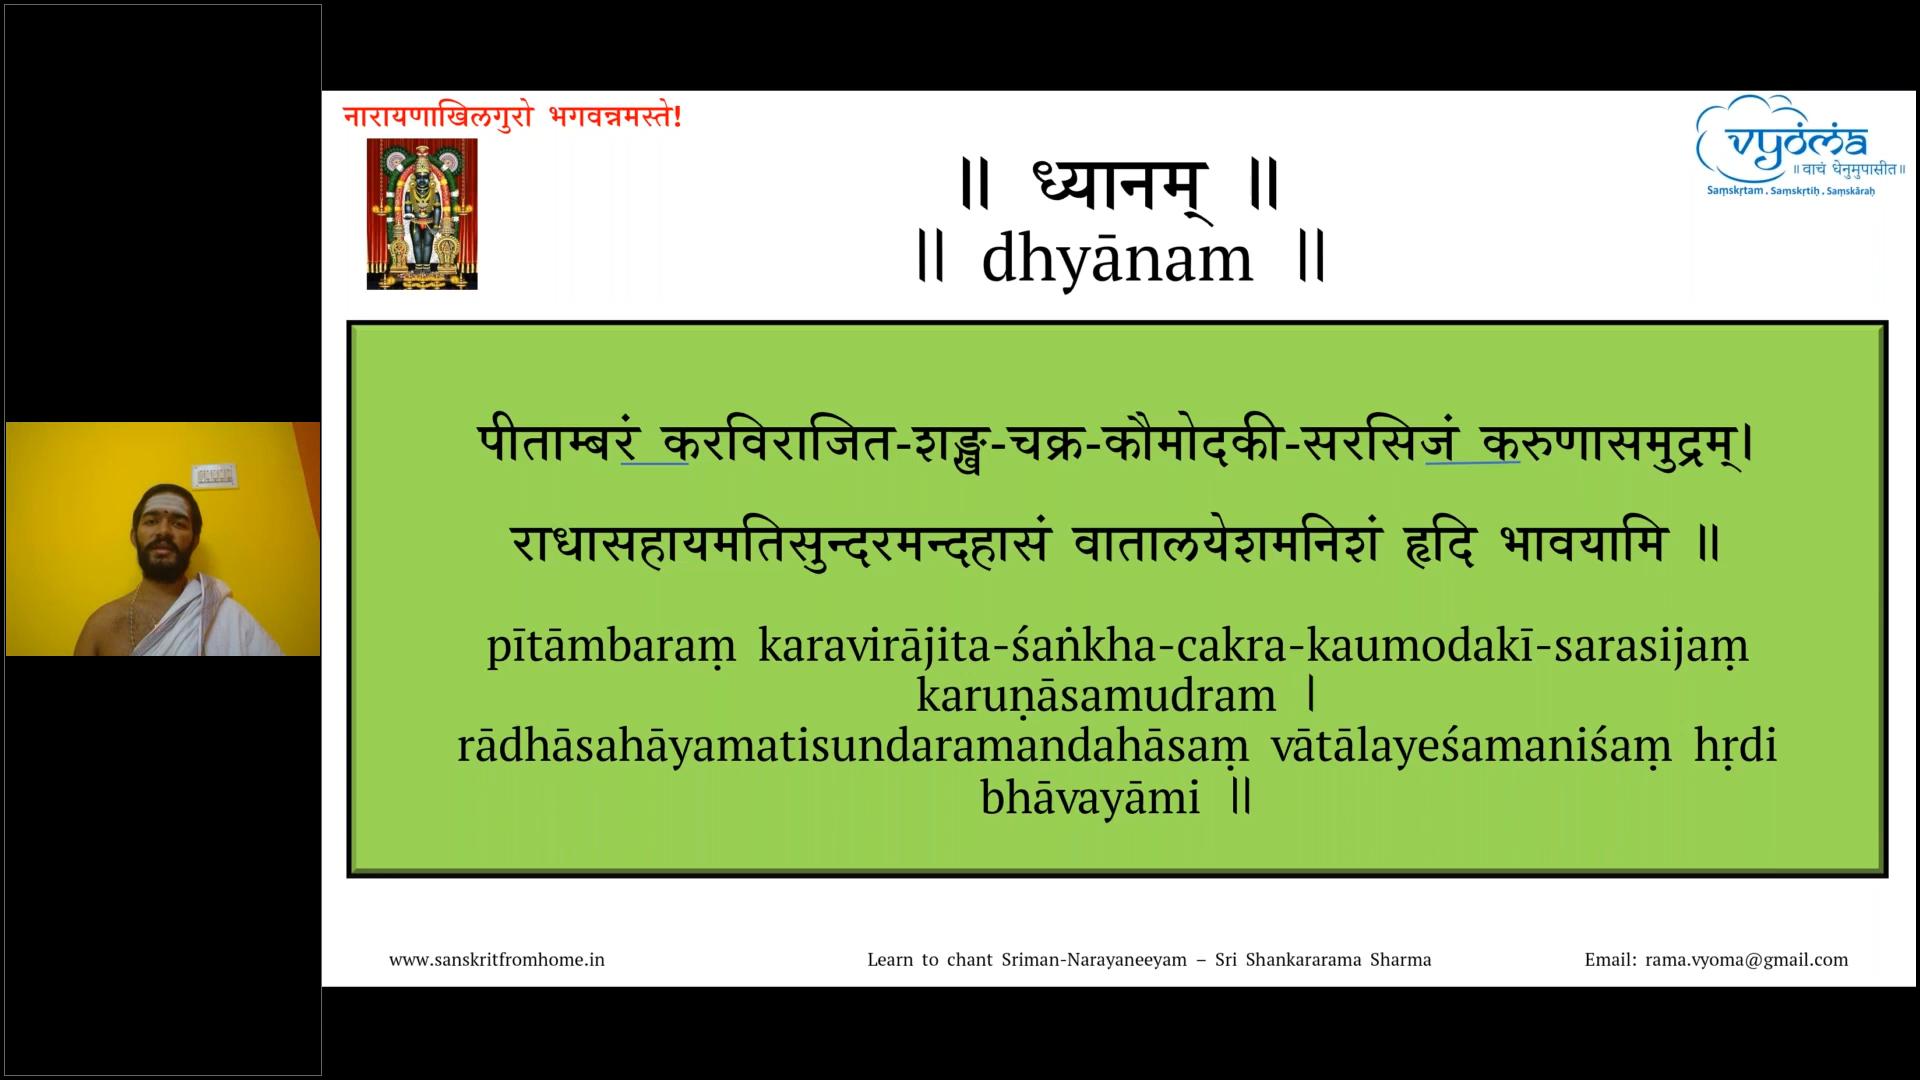 नारायणाखिलगुरो भगवन्नमस्ते!
vyoma
॥ वाचं धेनुमुपासीत॥
Saṃskṛtam . Saṃskṛtiḥ . Saṃskāraḥ
॥ ध्यानम् ॥
॥ dhyānam ॥
पीताम्बरं करविराजित-शङ्ख-चक्र-कौमोदकी-सरसिजं करुणासमुद्रम्।
राधासहायमतिसुन्दरमन्दहासं वातालयेशमनिशं हृदि भावयामि ॥
pītāmbaraṃ karavirājita-śaṅkha-cakra-kaumodakī-sarasijaṃ
karuṇāsamudram ।
rādhāsahāyamatisundaramandahāsaṃ vātālayeśamaniśaṃ hṛdi
bhāvayāmi ॥
www.sanskritfromhome.in
Learn to chant Sriman-Narayaneeyam – Sri Shankararama Sharma
Email: rama.vyoma@gmail.com